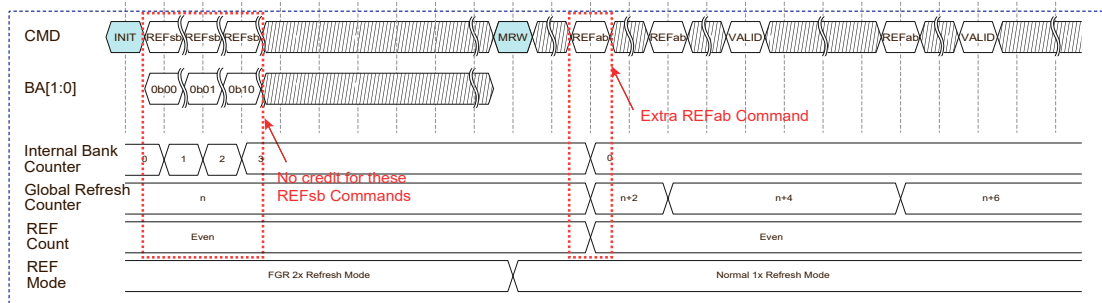 CMD INIT REFsb REFsb REFsb MRW REFab REFab VALID REFab VALID
BA[1:0] 0b00 0b01 0b10
Extra REFab Command
Internal Bank Counter 0 1 2 3 0
No credit for these REFsb Commands
Global Refresh Counter n n+2 n+4 n+6
REF Count Even Even
REF Mode FGR 2x Refresh Mode Normal 1x Refresh Mode